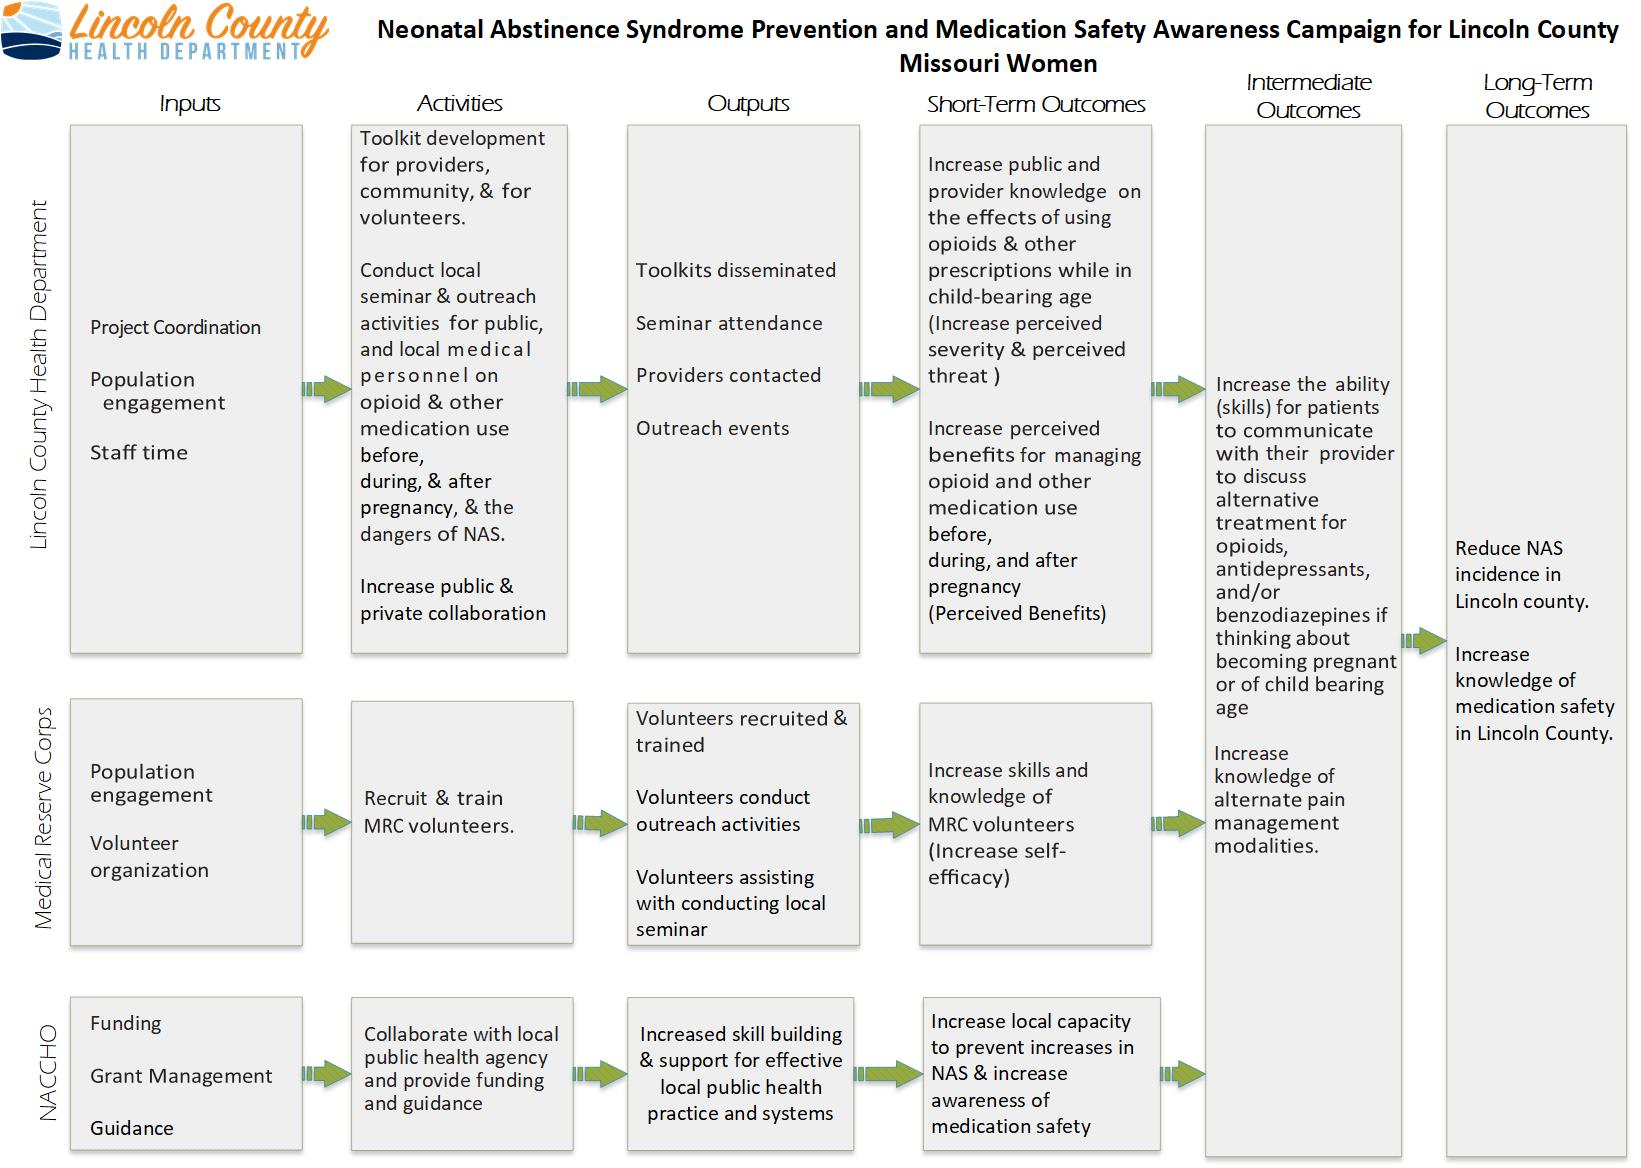 Lincoln County
HEALTH DEPARTMENT
Neonatal Abstinence Syndrome Prevention and Medication Safety Awareness Campaign for Lincoln County
Missouri Women
Inputs
Activities
Outputs
Short-Term Outcomes
Intermediate
Outcomes
Long-Term
Outcomes
Lincoln County Health Department
Project Coordination
Population
engagement
Staff time
Toolkit development
for providers,
community, & for
volunteers.
Conduct local
seminar & outreach
activities for public,
and local medical
personnel on
opioid & other
medication use
before,
during, & after
pregnancy, & the
dangers of NAS.
Increase public &
private collaboration
Toolkits disseminated
Seminar attendance
Providers contacted
Outreach events
Increase public and
provider knowledge on
the effects of using
opioids & other
prescriptions while in
child-bearing age
(Increase perceived
severity & perceived
threat )
Increase perceived
benefits for managing
opioid and other
medication use
before,
during, and after
pregnancy
(Perceived Benefits)
Medical Reserve Corps
Population
engagement
Volunteer
organization
Recruit & train
MRC volunteers.
Volunteers recruited &
trained
Volunteers conduct
outreach activities
Volunteers assisting
with conducting local
seminar
Increase skills and
knowledge of
MRC volunteers
(Increase self-
efficacy)
NACCHO
Funding
Grant Management
Guidance
Collaborate with local
public health agency
and provide funding
and guidance
Increased skill building
& support for effective
local public health
practice and systems
Increase local capacity
to prevent increases in
NAS & increase
awareness of
medication safety
Increase the ability
(skills) for patients
to communicate
with their provider
to discuss
alternative
treatment for
opioids,
antidepressants,
and/or
benzodiazepines if
thinking about
becoming pregnant
or of child bearing
age
Increase
knowledge of
alternate pain
management
modalities.
Reduce NAS
incidence in
Lincoln county.
Increase
knowledge of
medication safety
in Lincoln County.